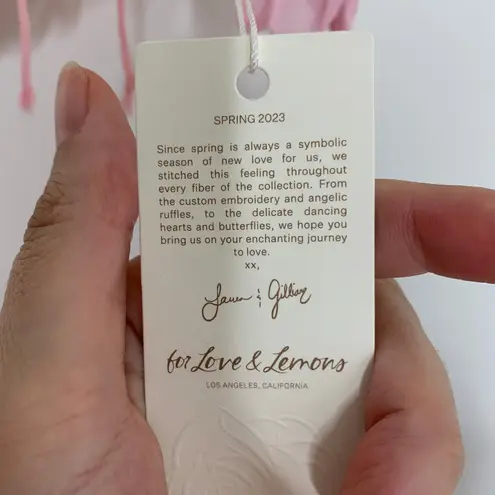 SPRING 2023
Since spring is always a symbolic
season of new love for us, we
stitched this feeling throughout
every fiber of the collection. From
the custom embroidery and angelic
ruffles, to the delicate dancing
hearts and butterflies, we hope you
bring us on your enchanting journey
to love.
xx,
Laura & Gillian
for Love & Lemons
LOS ANGELES, CALIFORNIA